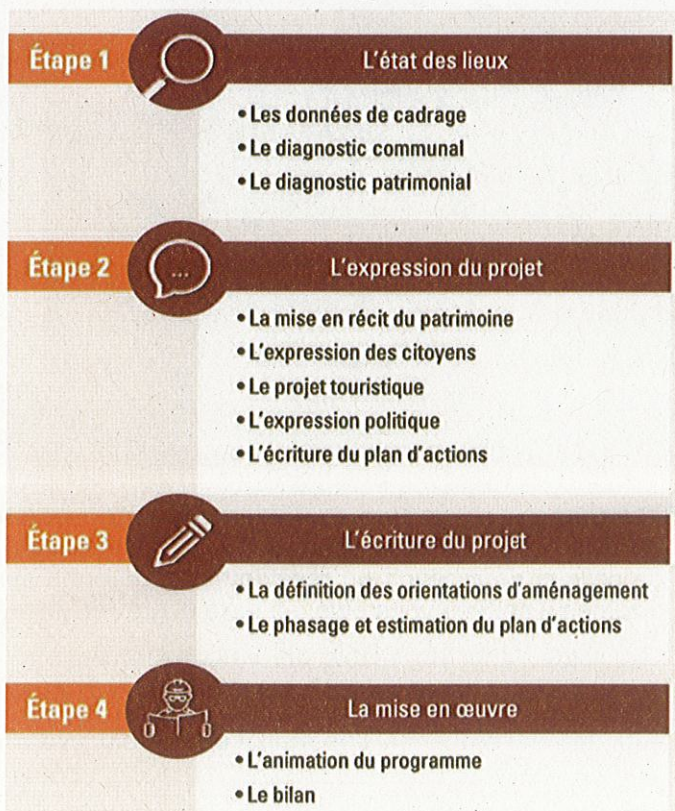 Étape 1
L'état des lieux
• Les données de cadrage
• Le diagnostic communal
• Le diagnostic patrimonial
Étape 2
...
L'expression du projet
• La mise en récit du patrimoine
• L'expression des citoyens
• Le projet touristique
• L'expression politique
• L'écriture du plan d'actions
Étape 3
L'écriture du projet
• La définition des orientations d'aménagement
• Le phasage et estimation du plan d'actions
Étape 4
La mise en œuvre
• L'animation du programme
• Le bilan